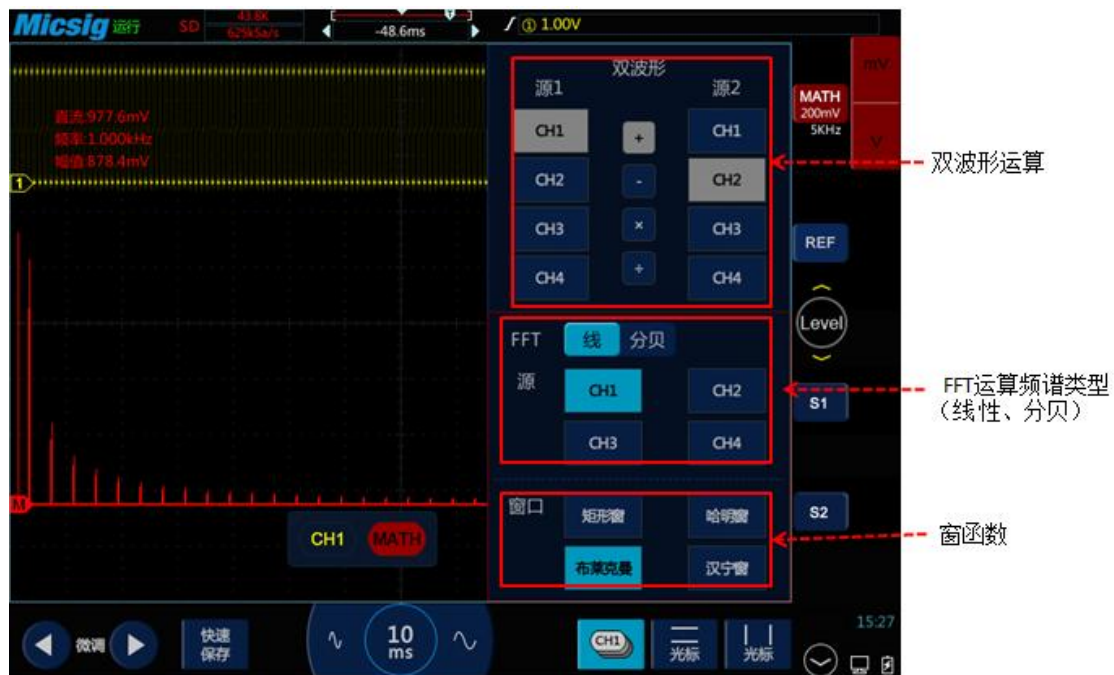 Micsig 运行 SD 43.8K
625kSa/s
-48.6ms
T
① 1.00V
直流:977.6mV
频率:1.000kHz
幅值:878.4mV
1
M
CH1 MATH
双波形
源1 源2
CH1 + CH1
CH2 - CH2
CH3 × CH3
CH4 ÷ CH4
FFT 线 分贝
源 CH1 CH2
CH3 CH4
窗口 矩形窗 哈明窗
布莱克曼 汉宁窗
mV
V
MATH
200mV
5KHz
REF
Level
S1
S2
双波形运算
FFT运算频谱类型
（线性、分贝）
窗函数
微调
快速
保存
10
ms
CH1
光标
光标
15:27